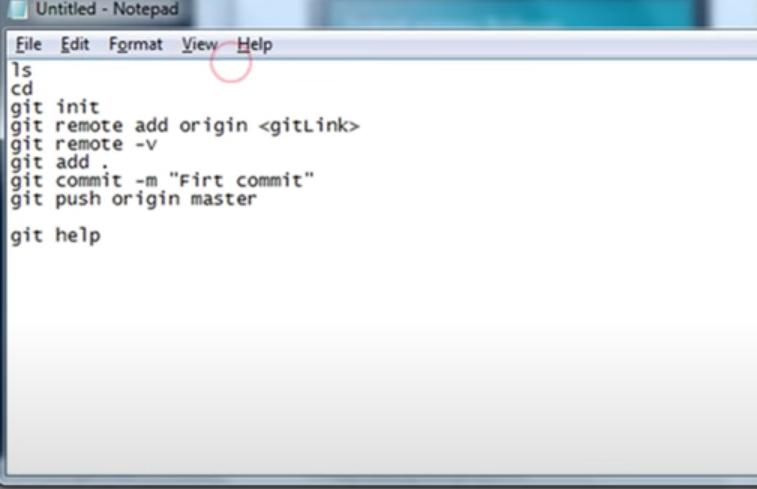 Untitled - Notepad
File Edit Format View Help
ls
cd
git init
git remote add origin <gitLink>
git remote -v
git add .
git commit -m "Firt commit"
git push origin master
git help